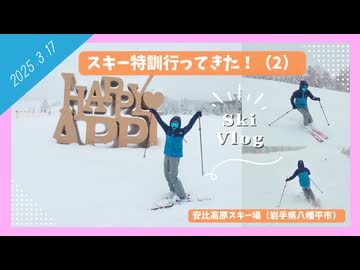 2025.3.17
スキー特訓行ってきた！（2）
HAPPY
APPI
Ski
Vlog
安比高原スキー場（岩手県八幡平市）